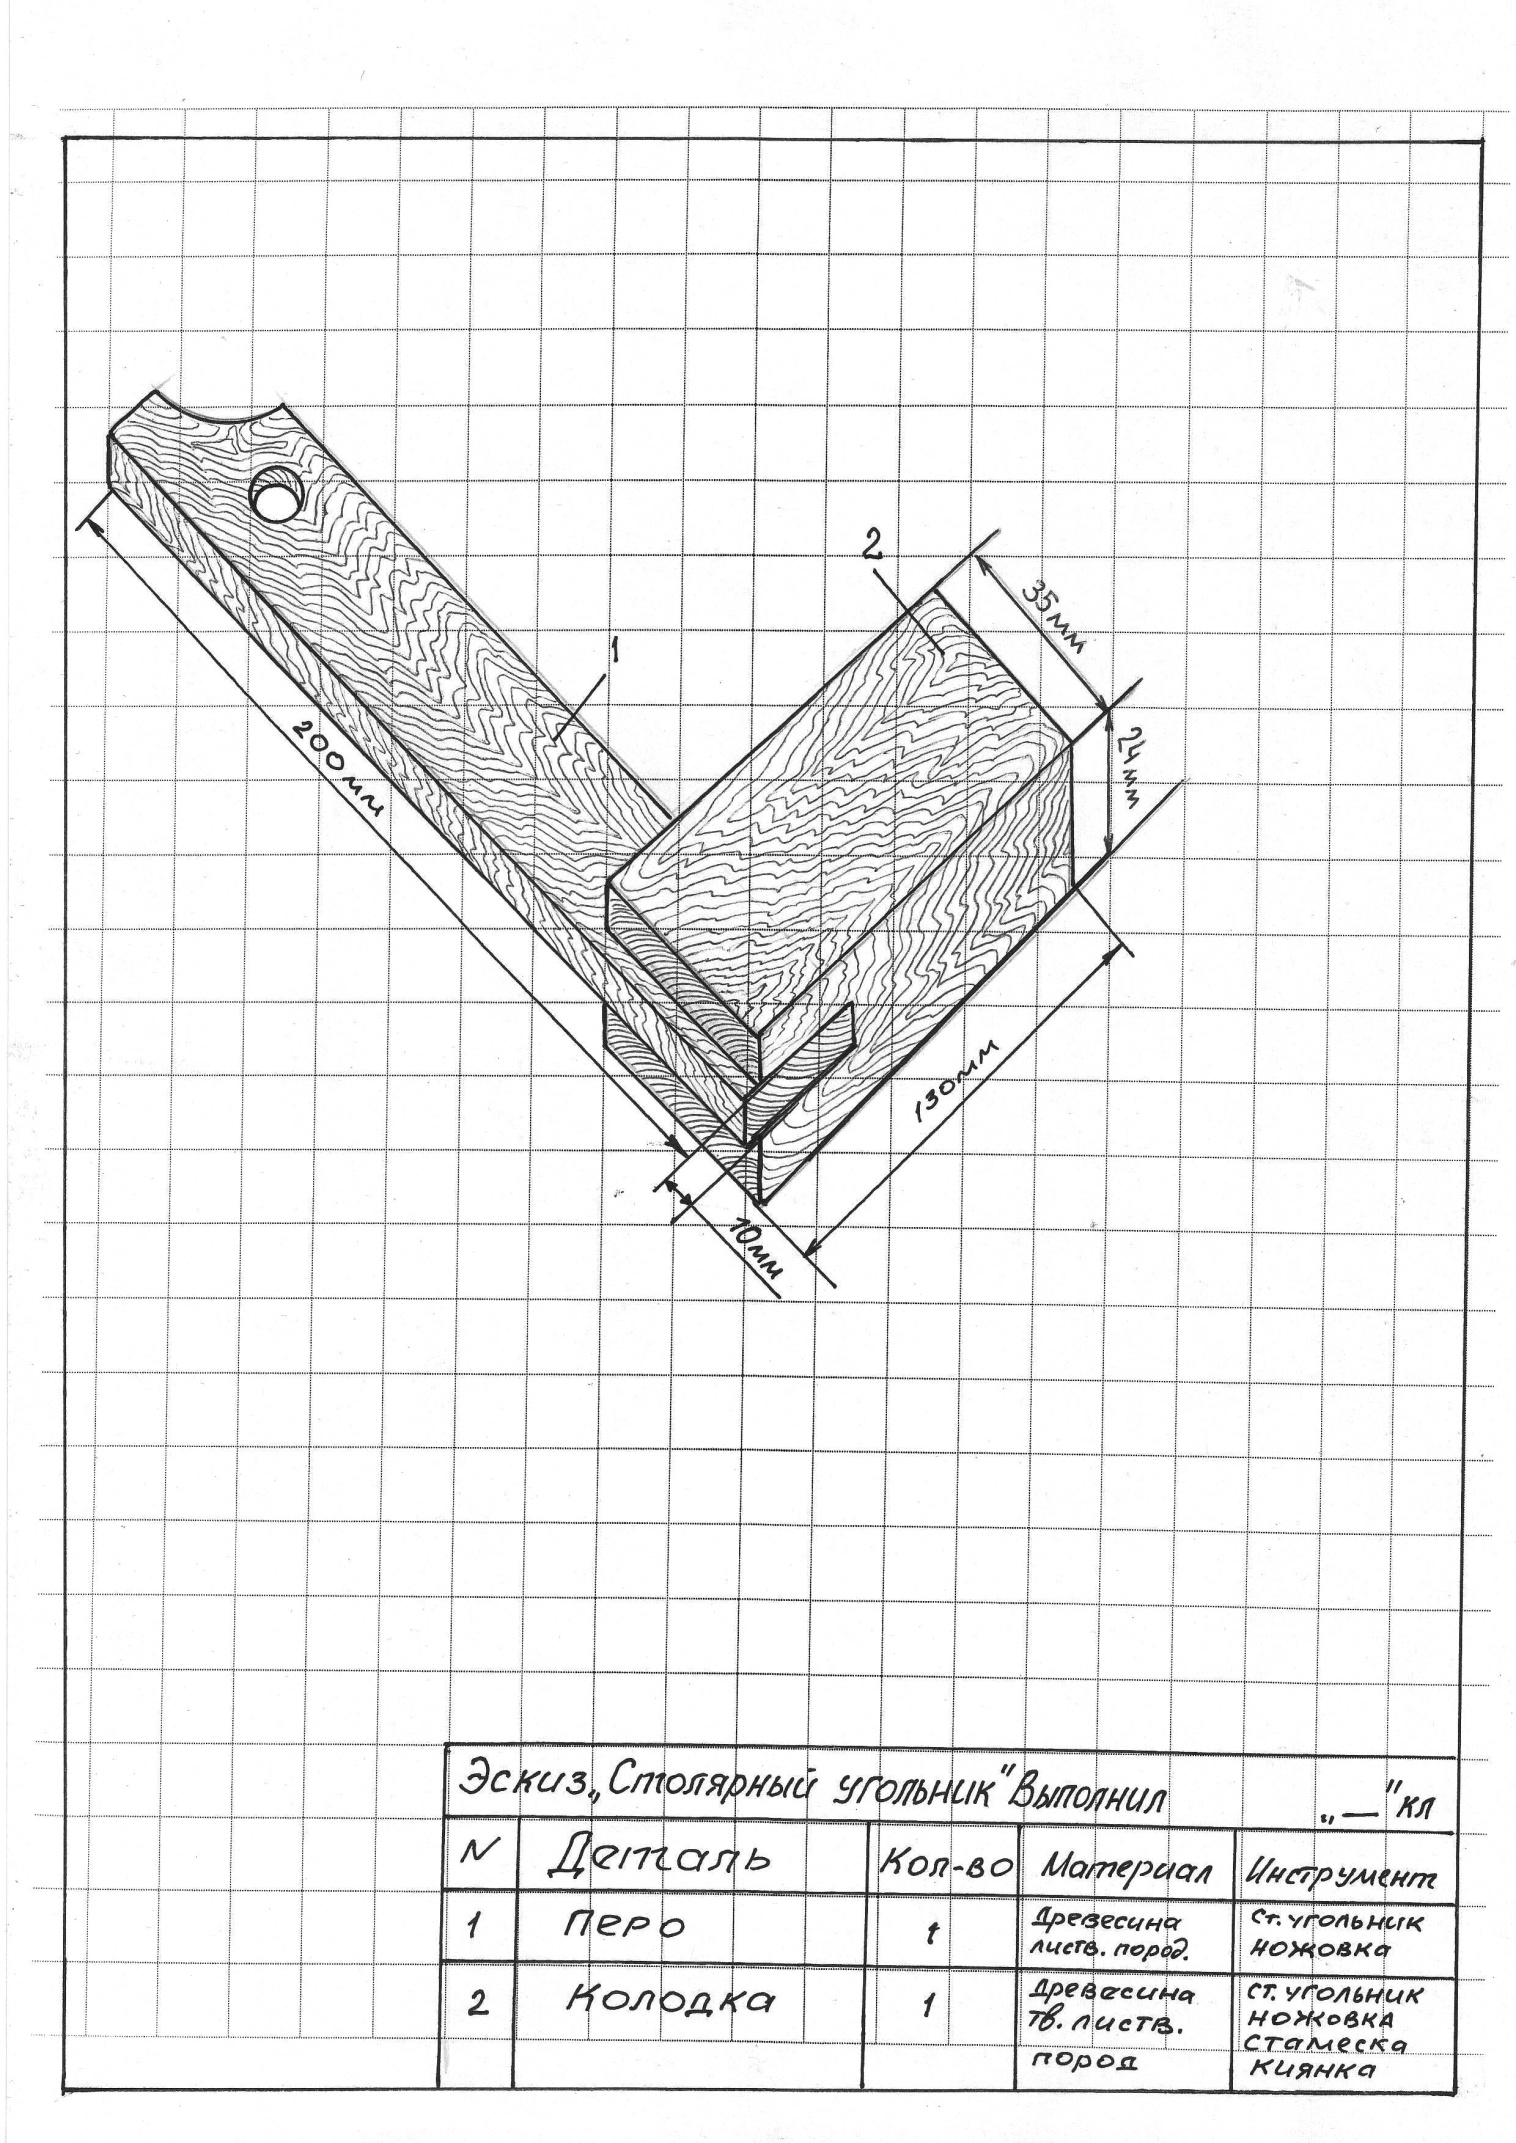 2
35мм
1
24мм
200мм
130мм
10мм
Эскиз „Столярный угольник" Выполнил „—" кл
N Деталь Кол-во Материал Инструмент
1 Перо 1 Древесина листв. пород. ст. угольник ножовка
2 Колодка 1 Древесина тв. листв. пород ст. угольник ножовка стамеска киянка